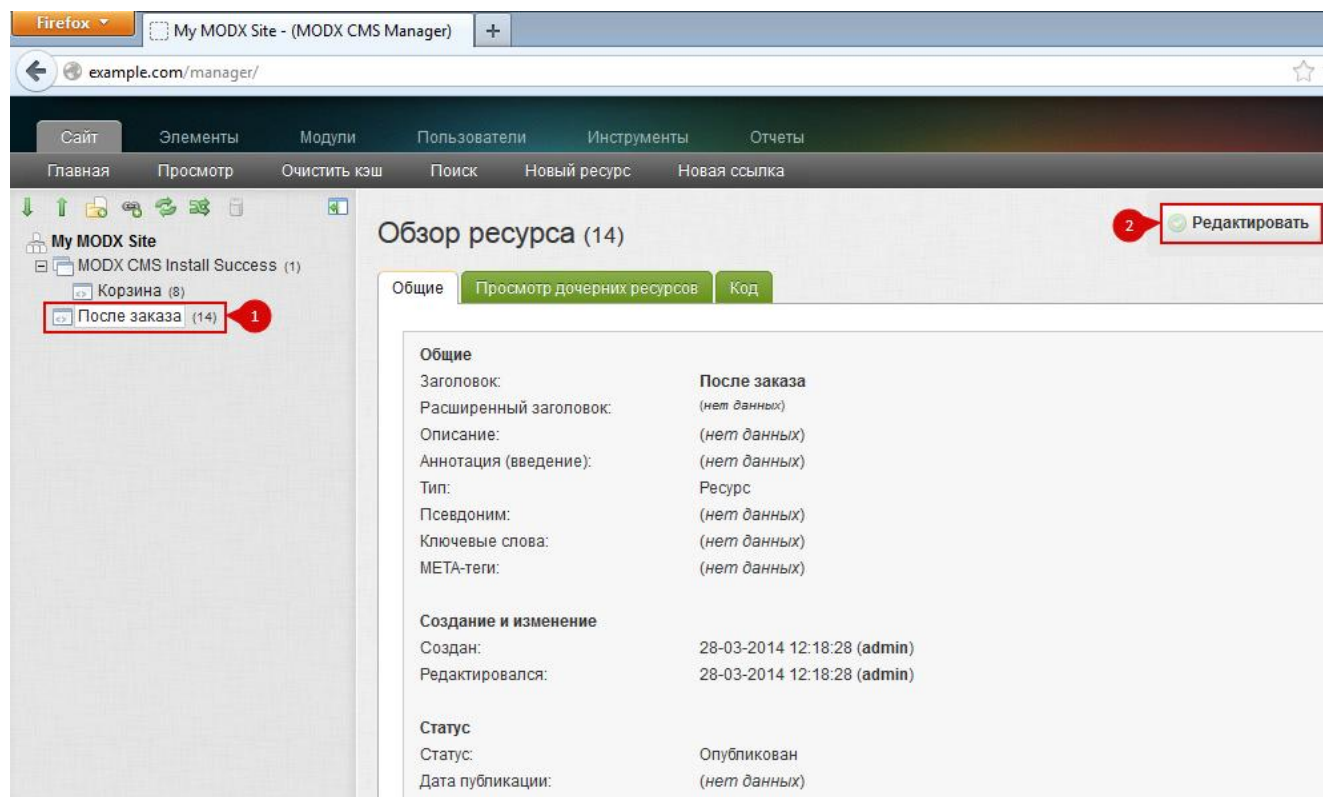 Firefox
My MODX Site - (MODX CMS Manager)
example.com/manager/
Сайт Элементы Модули Пользователи Инструменты Отчеты
Главная Просмотр Очистить кэш Поиск Новый ресурс Новая ссылка
My MODX Site
MODX CMS Install Success (1)
Корзина (8)
После заказа (14) 1
Обзор ресурса (14)
2 Редактировать
Общие Просмотр дочерних ресурсов Код
Общие
Заголовок: После заказа
Расширенный заголовок: (нет данных)
Описание: (нет данных)
Аннотация (введение): (нет данных)
Тип: Ресурс
Псевдоним: (нет данных)
Ключевые слова: (нет данных)
META-теги: (нет данных)
Создание и изменение
Создан: 28-03-2014 12:18:28 (admin)
Редактировался: 28-03-2014 12:18:28 (admin)
Статус
Статус: Опубликован
Дата публикации: (нет данных)